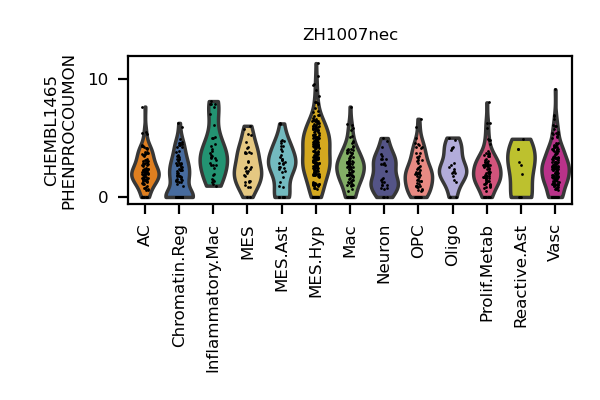 ZH1007nec
CHEMBL1465
PHENPROCOUMON
10
0
AC
Chromatin.Reg
Inflammatory.Mac
MES
MES.Ast
MES.Hyp
Mac
Neuron
OPC
Oligo
Prolif.Metab
Reactive.Ast
Vasc